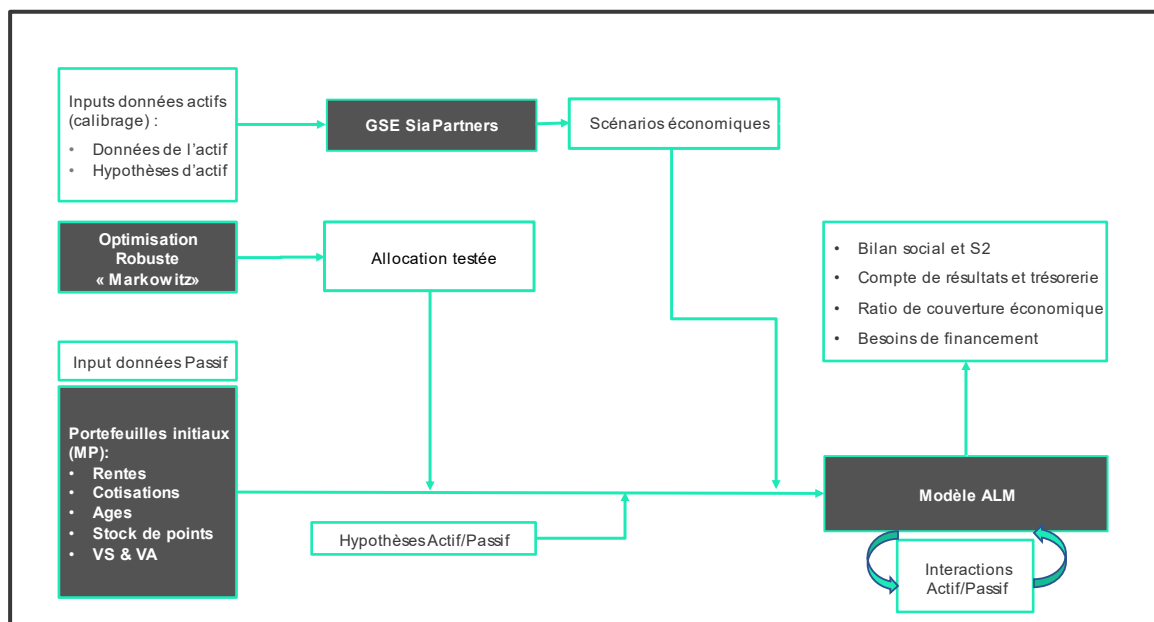 Inputs données actifs
(calibrage) :
• Données de l'actif
• Hypothèses d'actif
GSE SiaPartners
Scénarios économiques
Optimisation
Robuste
« Markowitz»
Allocation testée
• Bilan social et S2
• Compte de résultats et trésorerie
• Ratio de couverture économique
• Besoins de financement
Input données Passif
Portefeuilles initiaux
(MP):
• Rentes
• Cotisations
• Ages
• Stock de points
• VS & VA
Hypothèses Actif/Passif
Modèle ALM
Interactions
Actif/Passif